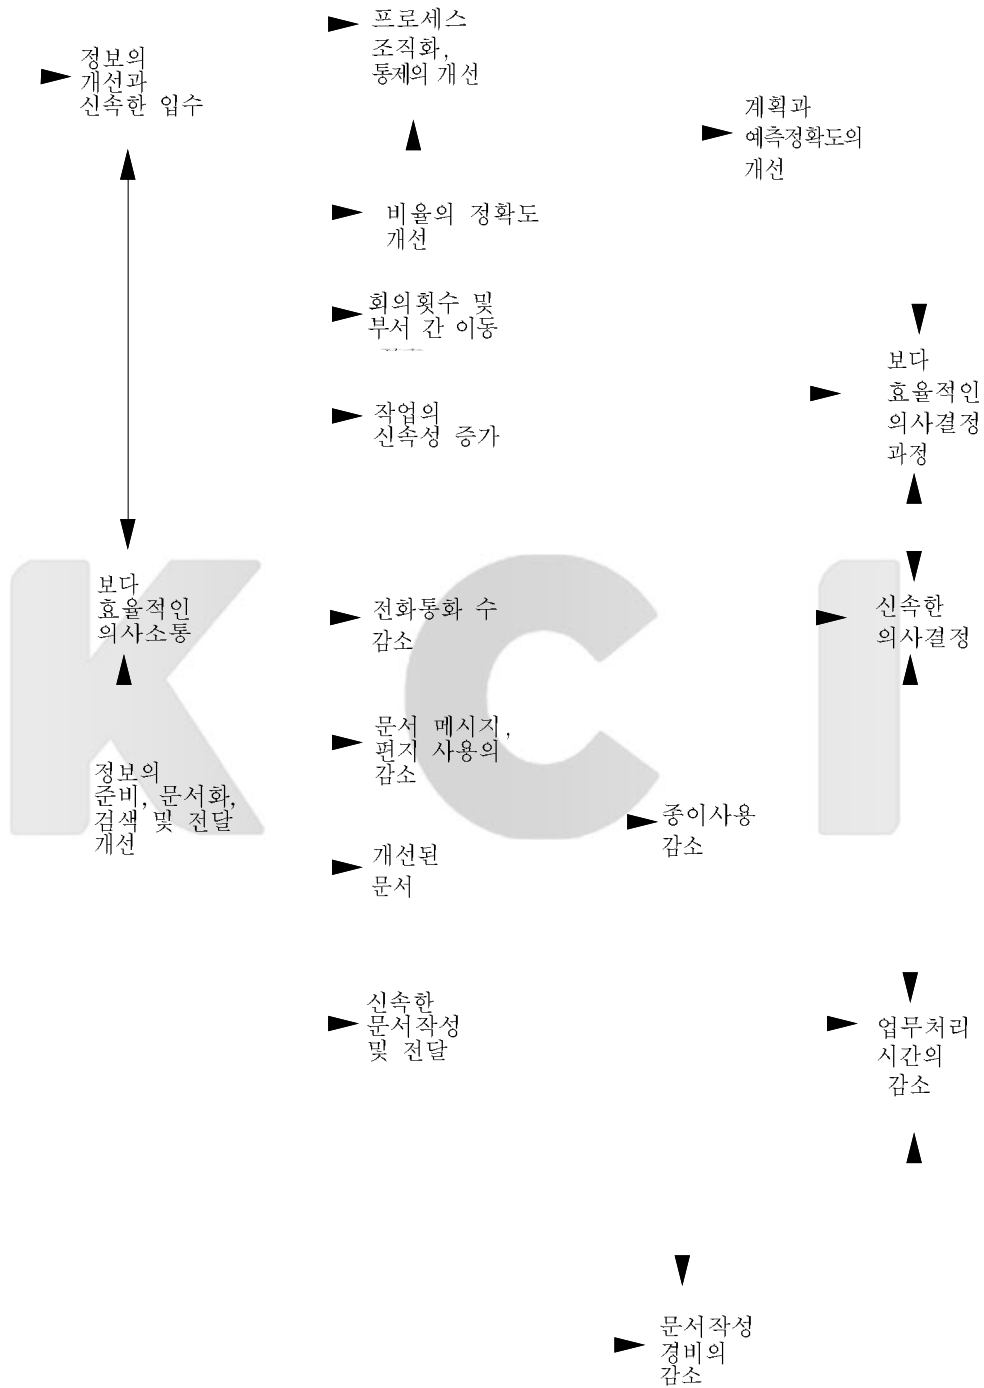 정보의
개선과
신속한 입수
프로세스
조직화,
통제의 개선
계획과
예측정확도의
개선
비율의 정확도
개선
회의횟수 및
부서 간 이동
작업의
신속성 증가
보다
효율적인
의사결정
과정
보다
효율적인
의사소통
전화통화 수
감소
신속한
의사결정
문서 메시지,
편지 사용의
감소
정보의
준비, 문서화,
검색 및 전달
개선
종이사용
감소
개선된
문서
신속한
문서작성
및 전달
업무처리
시간의
감소
문서작성
경비의
감소
KCI